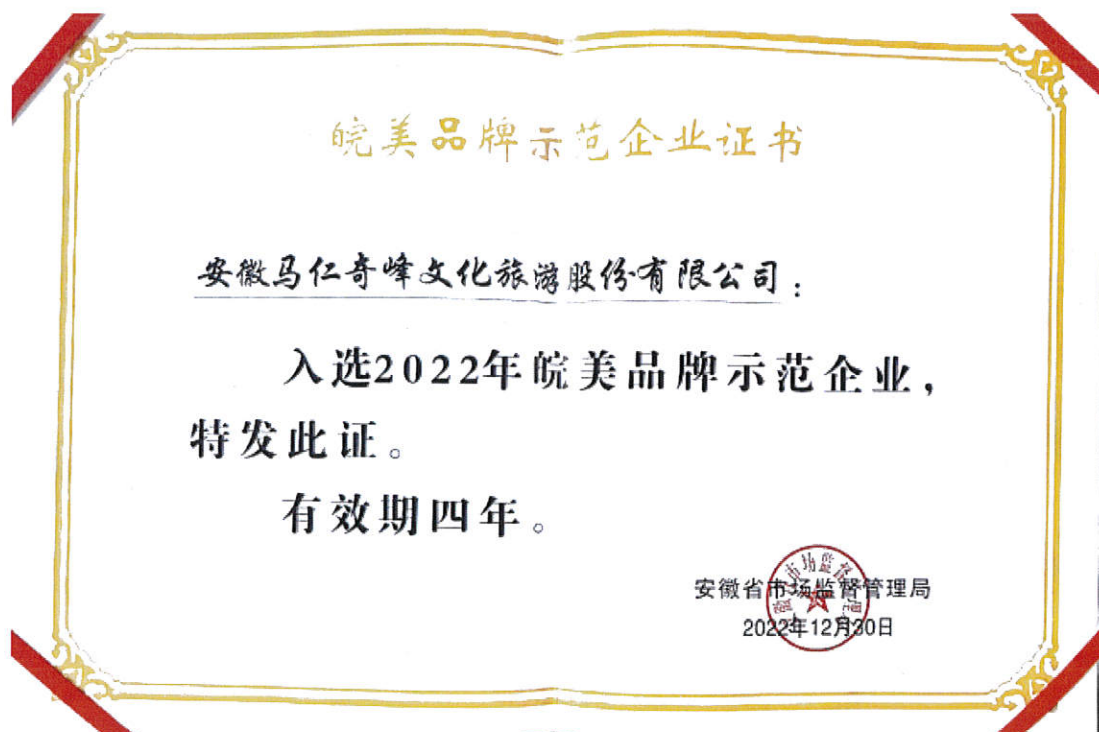 皖美品牌示范企业证书
安徽马仁奇峰文化旅游股份有限公司：
入选2022年皖美品牌示范企业，
特发此证。
有效期四年。
安徽省市场监督管理局
2022年12月30日